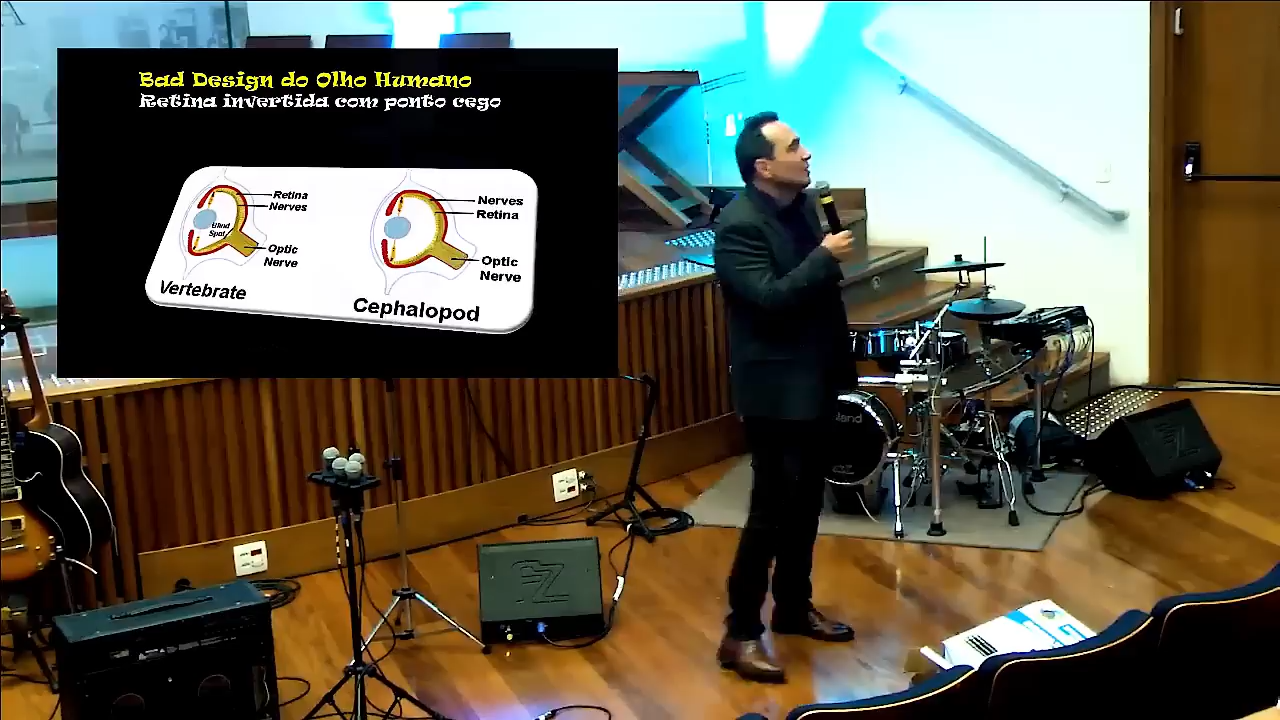 Bad Design do Olho Humano
Retina invertida com ponto cego
Retina
Nerves
Blind
Spot
Optic
Nerve
Vertebrate
Nerves
Retina
Optic
Nerve
Cephalopod